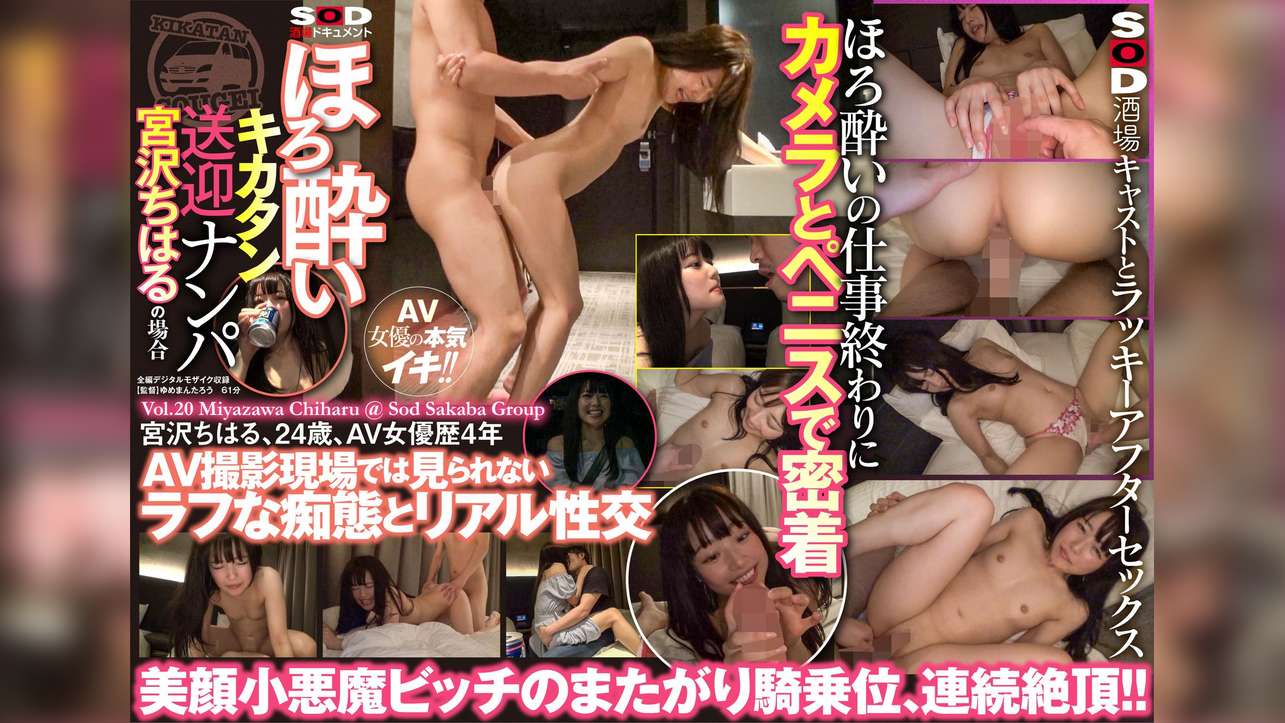 KIKATAN
SOUGEI
SOD
酒場ドキュメント
ほろ酔い
キカタン
送迎ナンパ
宮沢ちはるの場合
全編デジタルモザイク収録
【監督】ゆめまんたろう 61分
AV
女優の本気
イキ!!
Vol.20 Miyazawa Chiharu @ Sod Sakaba Group
宮沢ちはる、24歳、AV女優歴4年
AV撮影現場では見られない
ラフな痴態とリアル性交
ほろ酔いの仕事終わりに
カメラとペニスで密着
SOD酒場キャストとラッキーアフターセックス
美顔小悪魔ビッチのまたがり騎乗位、連続絶頂!!